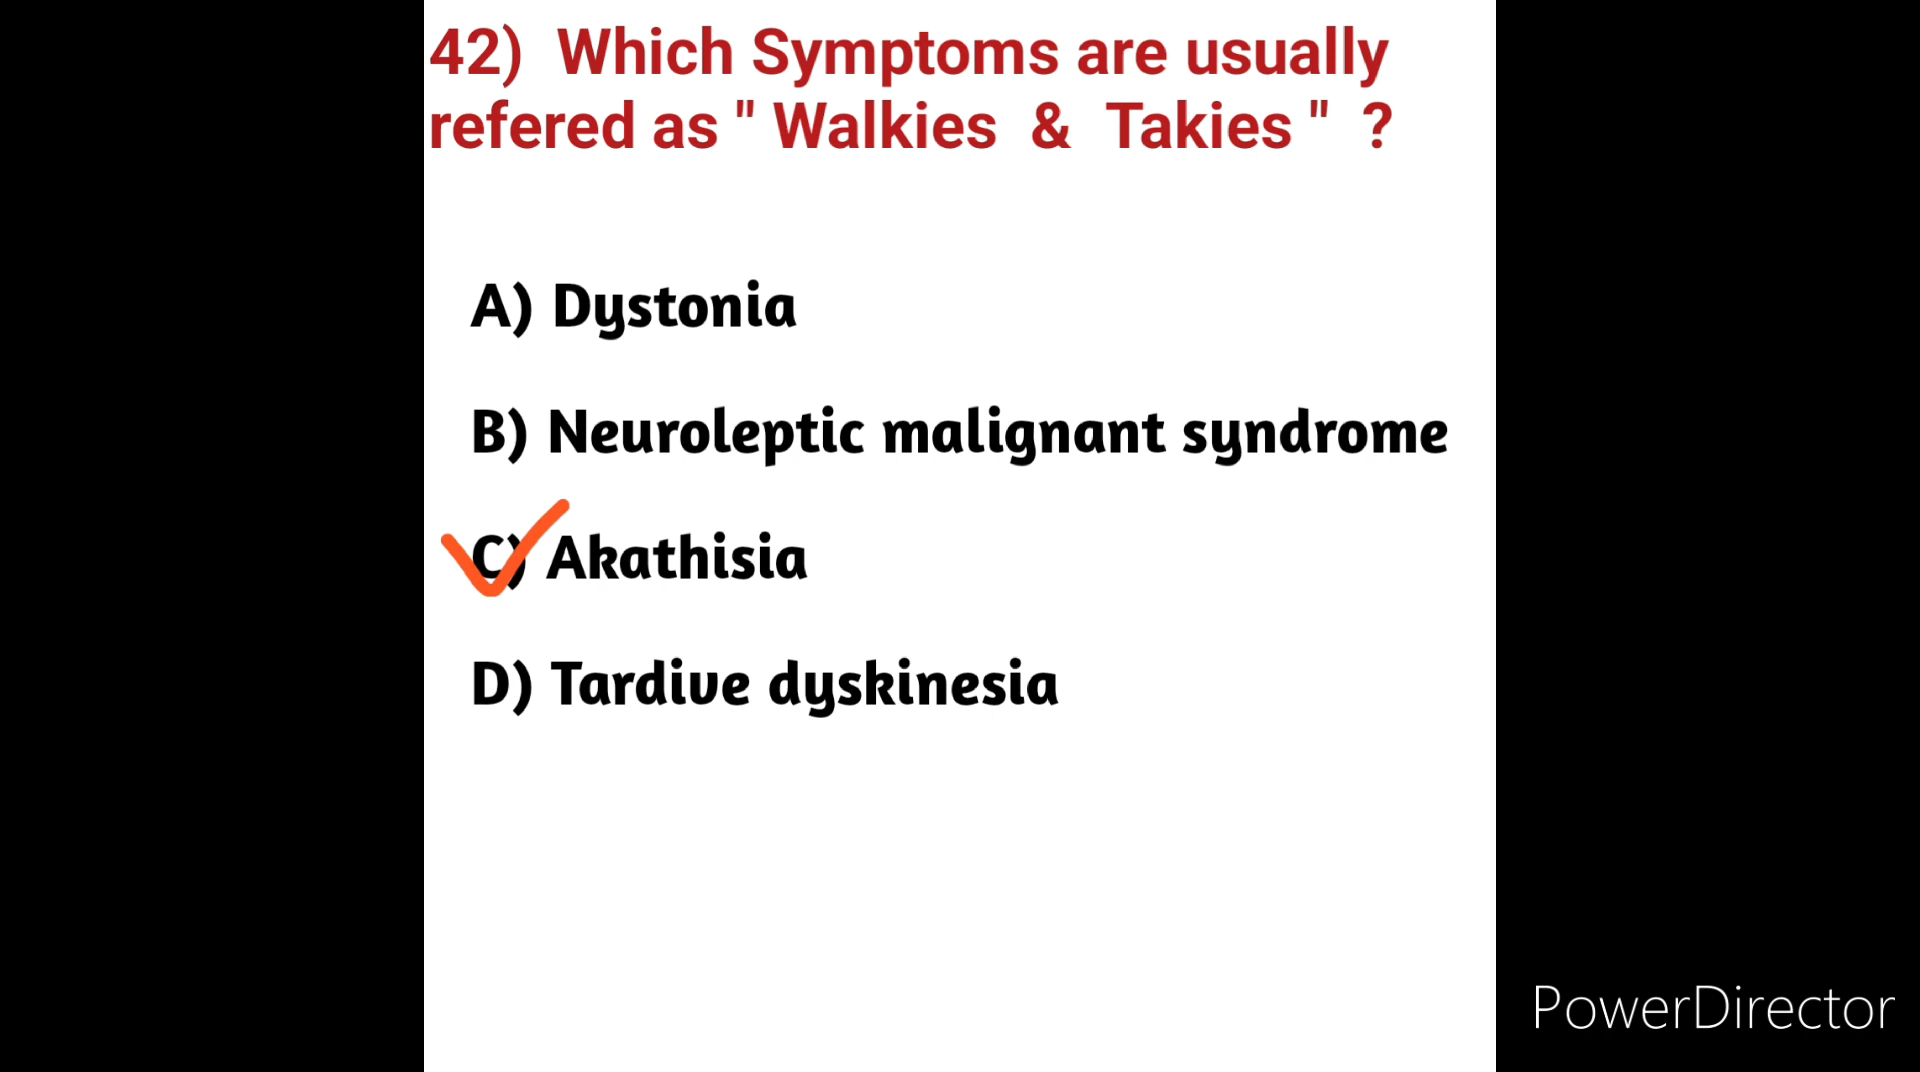 42) Which Symptoms are usually
refered as " Walkies & Takies " ?
A) Dystonia
B) Neuroleptic malignant syndrome
C) Akathisia
D) Tardive dyskinesia
PowerDirector